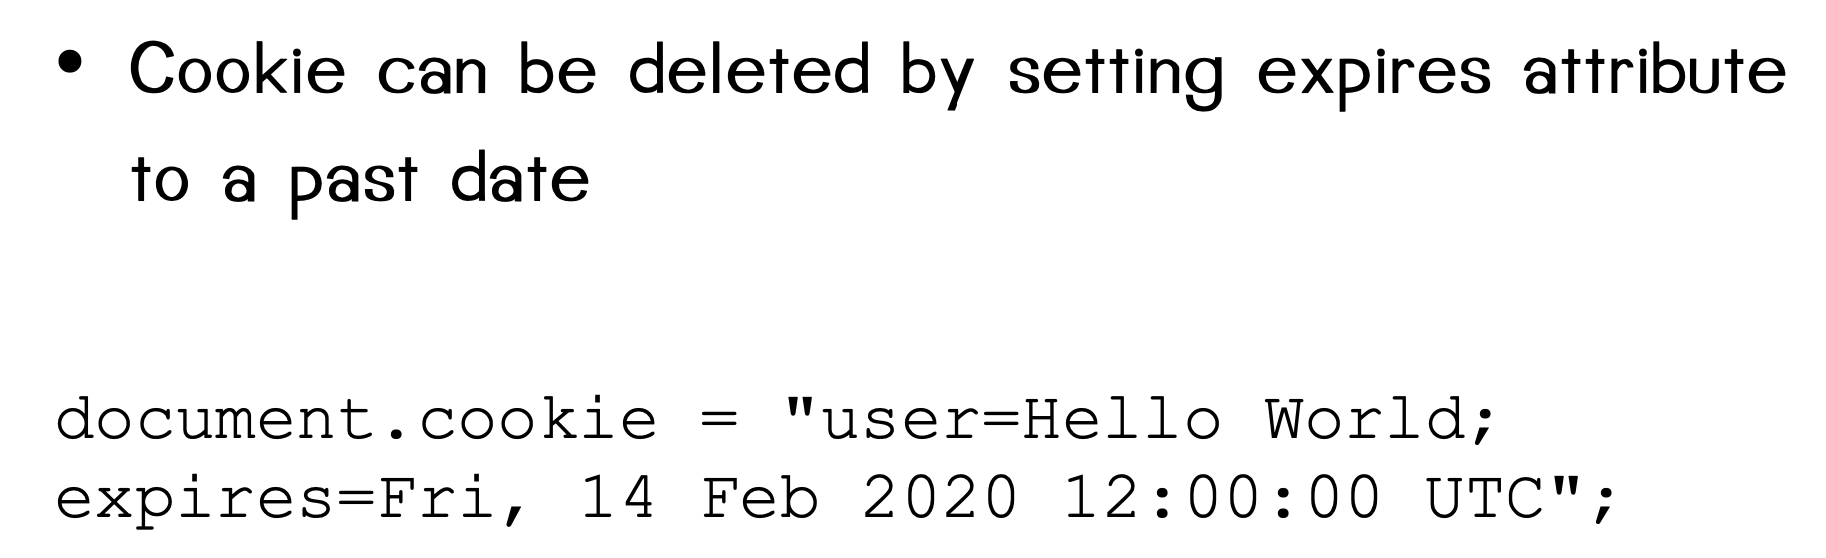 • Cookie can be deleted by setting expires attribute
to a past date
document.cookie = "user=Hello World;
expires=Fri, 14 Feb 2020 12:00:00 UTC";